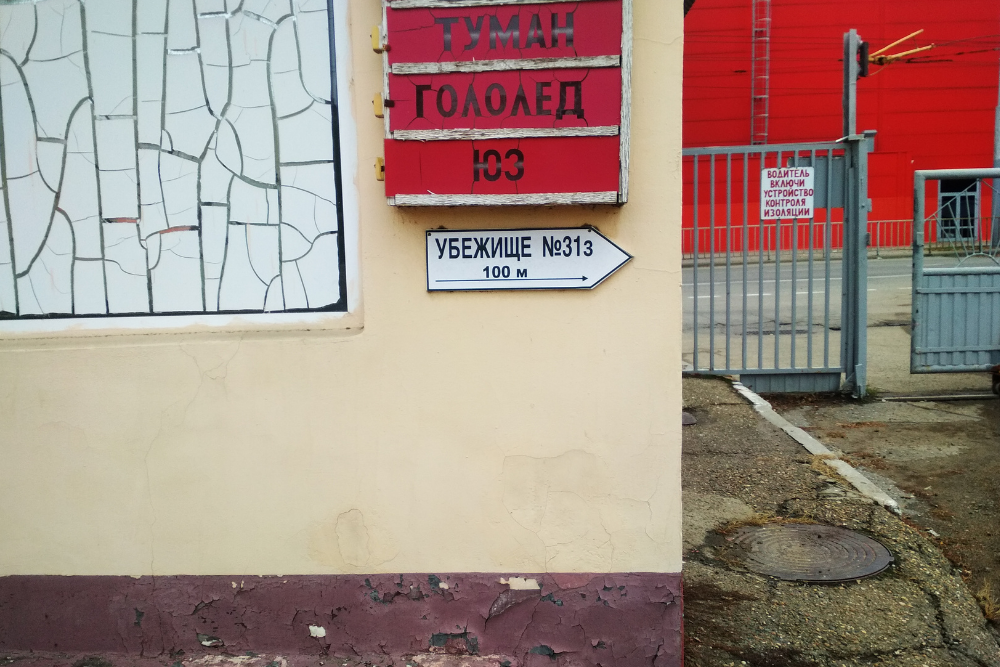 ТУМАН
ГОЛОЛЕД
ЮЗ
УБЕЖИЩЕ №31з
100 м
ВОДИТЕЛЬ
ВКЛЮЧИ
УСТРОЙСТВО
КОНТРОЛЯ
ИЗОЛЯЦИИ